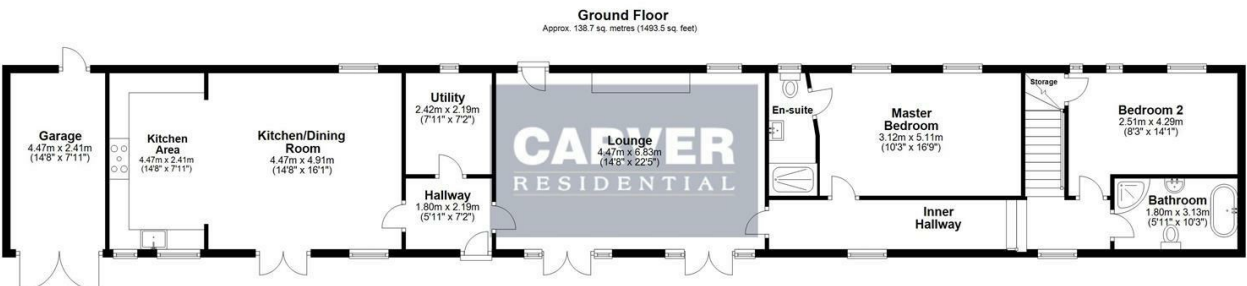 Ground Floor
Approx. 138.7 sq. metres (1493.5 sq. feet)
Garage
4.47m x 2.41m
(14'8" x 7'11")
Kitchen
Area
4.47m x 2.41m
(14'8" x 7'11")
Kitchen/Dining
Room
4.47m x 4.91m
(14'8" x 16'1")
Utility
2.42m x 2.19m
(7'11" x 7'2")
Hallway
1.80m x 2.19m
(5'11" x 7'2")
CARVER
RESIDENTIAL
Lounge
4.47m x 6.83m
(14'8" x 22'5")
En-suite
Master
Bedroom
3.12m x 5.11m
(10'3" x 16'9")
Inner
Hallway
Storage
Bedroom 2
2.51m x 4.29m
(8'3" x 14'1")
Bathroom
1.80m x 3.13m
(5'11" x 10'3")